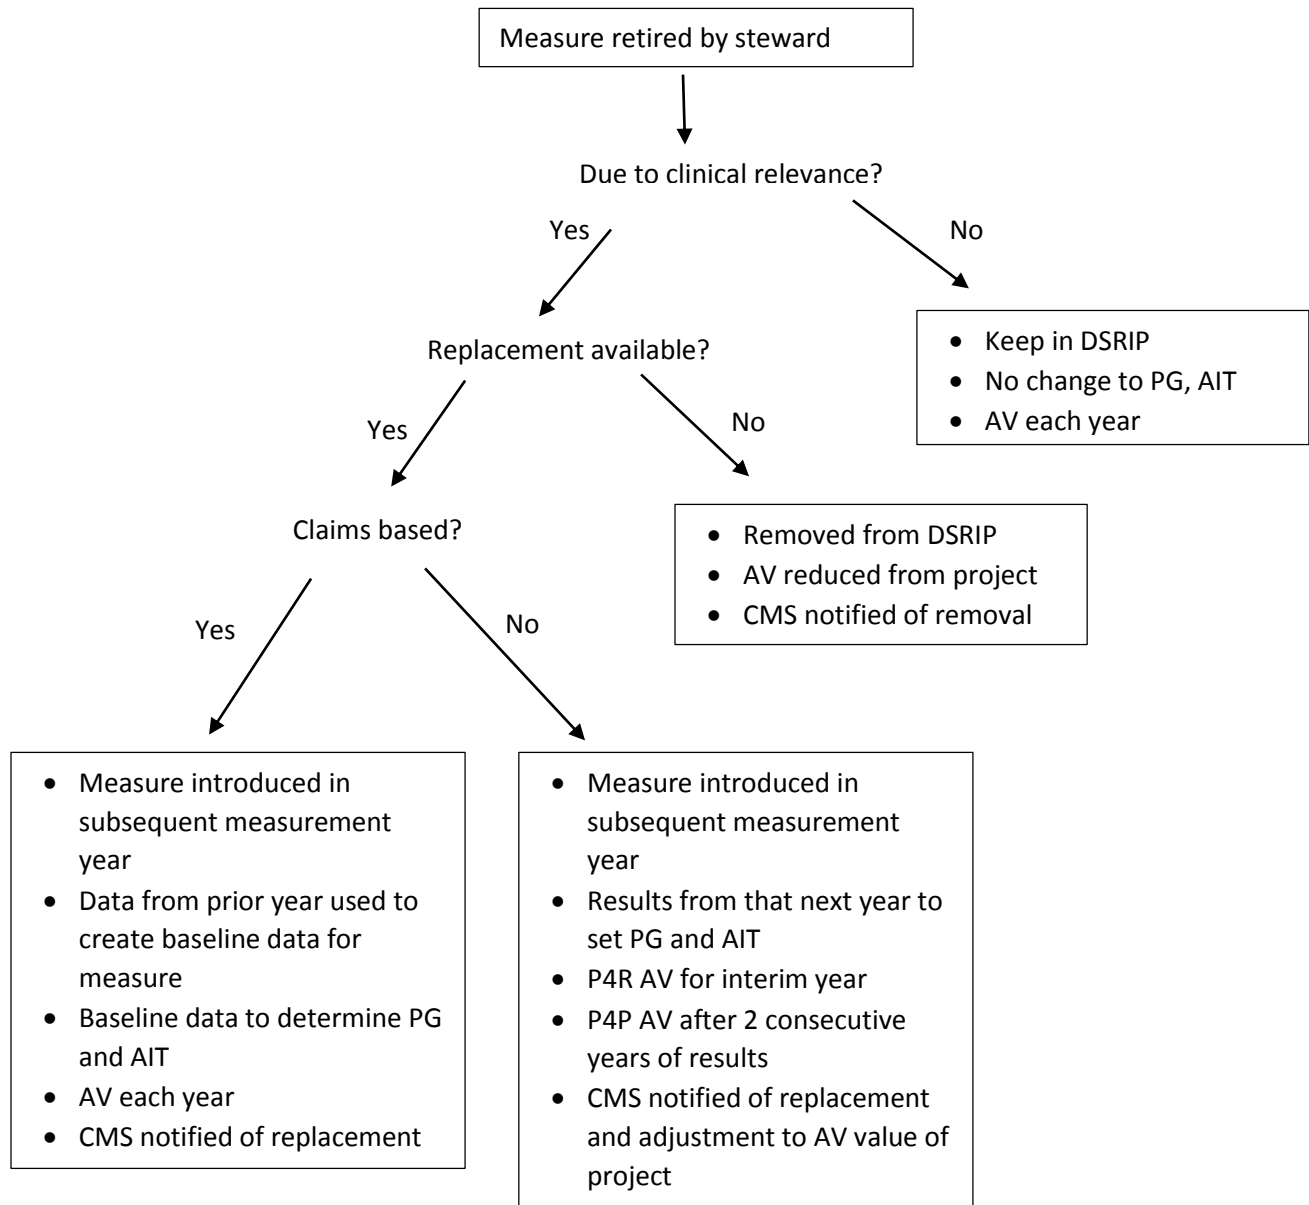 Measure retired by steward
Due to clinical relevance?
Yes
No
Replacement available?
• Keep in DSRIP
• No change to PG, AIT
• AV each year
Yes
No
Claims based?
• Removed from DSRIP
• AV reduced from project
• CMS notified of removal
Yes
No
• Measure introduced in
subsequent measurement
year
• Data from prior year used to
create baseline data for
measure
• Baseline data to determine PG
and AIT
• AV each year
• CMS notified of replacement
• Measure introduced in
subsequent measurement
year
• Results from that next year to
set PG and AIT
• P4R AV for interim year
• P4P AV after 2 consecutive
years of results
• CMS notified of replacement
and adjustment to AV value of
project